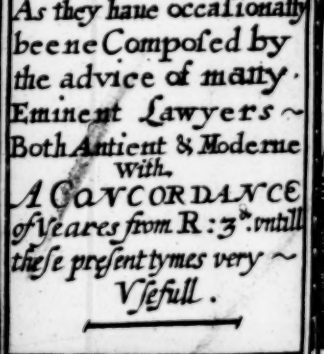 As they haue occaſionally
beene Compoſed by
the advice of many.
Eminent Lawyers ~
Both Antient & Moderne
With,
A CONCORDANCE
of Yeares from R: 3ᵈ. vntill
theſe preſent tymes very ~
Vſefull.